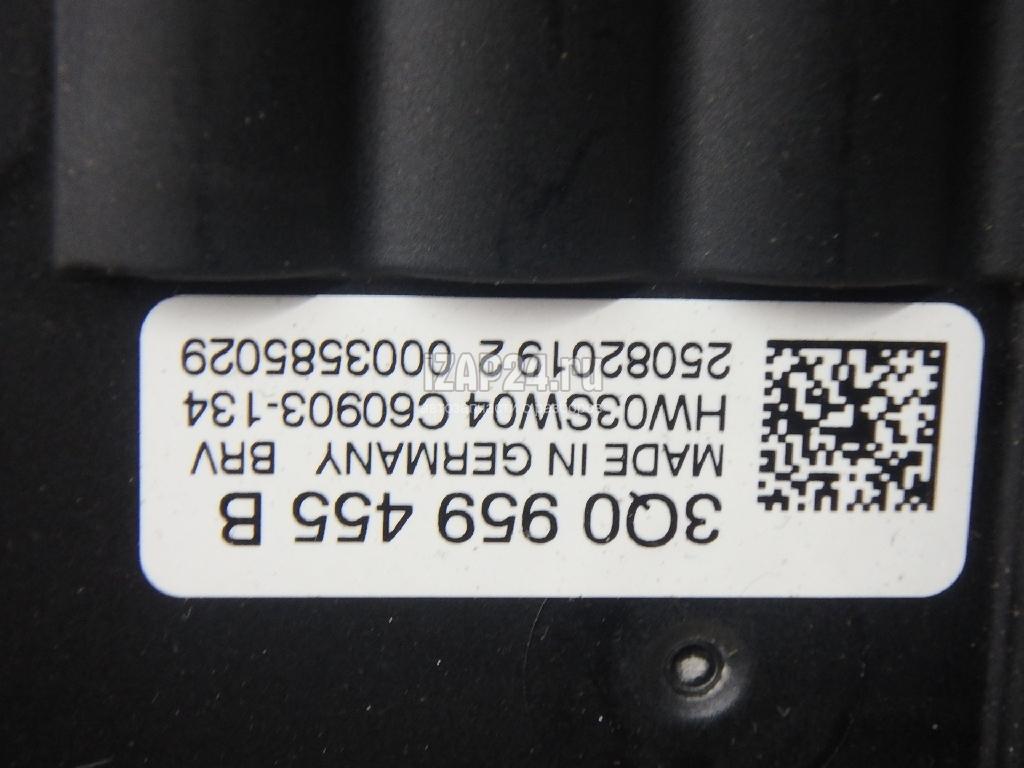 3Q0 959 455 B
MADE IN GERMANY BRV
HW03SW04 C60903-134
25082019 2 0003585029
IZAP24.ru